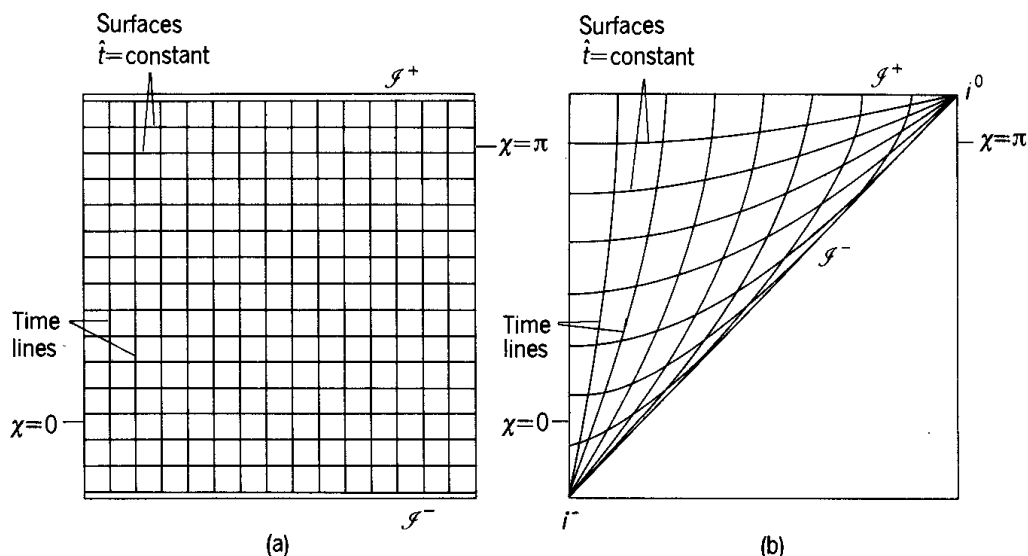 Surfaces
t̂=constant
ℐ⁺
χ=π
Time
lines
χ=0
ℐ⁻
(a)
Surfaces
t̂=constant
ℐ⁺
i⁰
χ=π
ℐ⁻
Time
lines
χ=0
i⁻
(b)